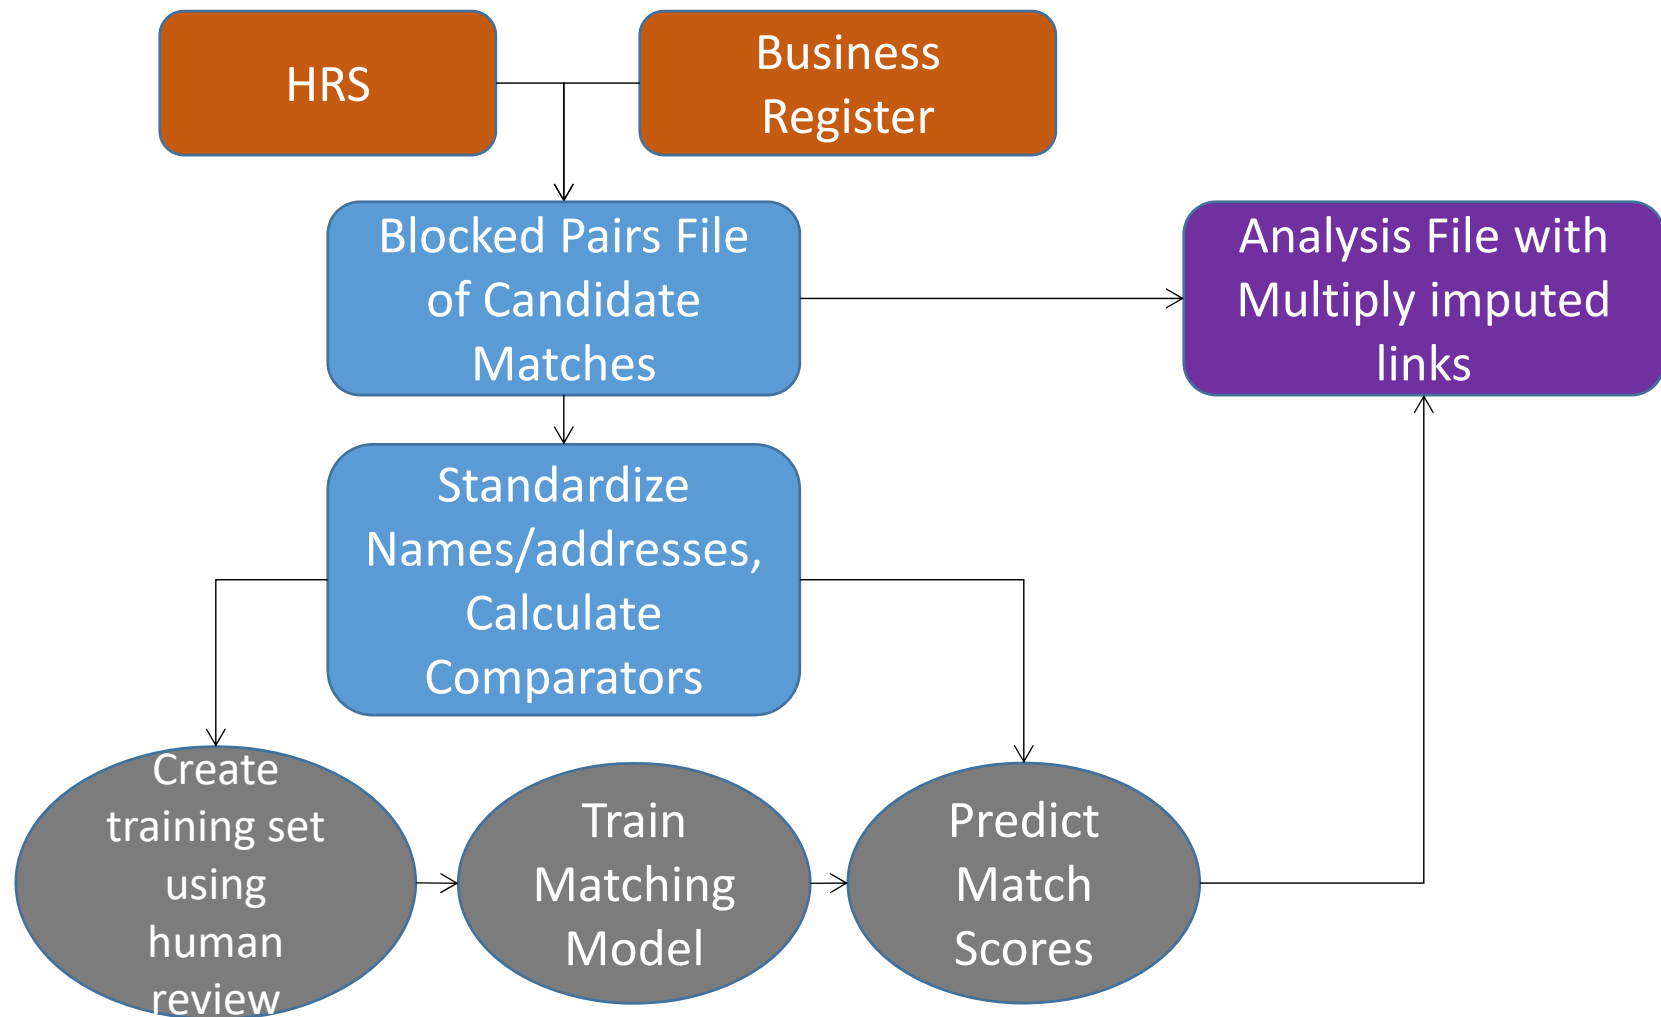 HRS
Business
Register
Blocked Pairs File
of Candidate
Matches
Analysis File with
Multiply imputed
links
Standardize
Names/addresses,
Calculate
Comparators
Create
training set
using
human
review
Train
Matching
Model
Predict
Match
Scores